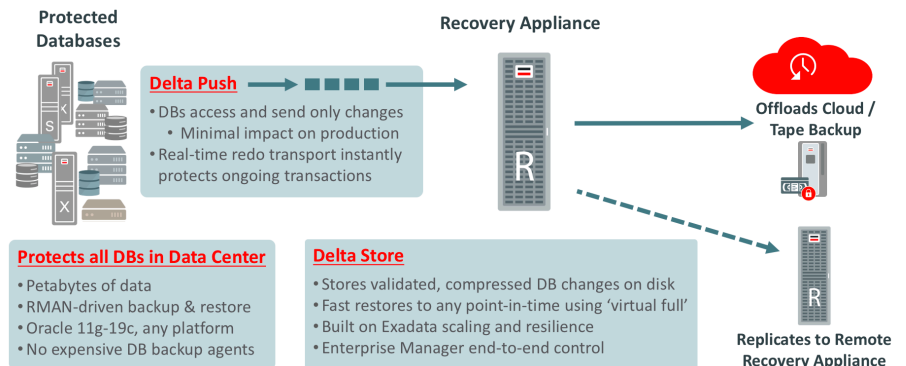 Protected
Databases
Delta Push
• DBs access and send only changes
• Minimal impact on production
• Real-time redo transport instantly
protects ongoing transactions
Recovery Appliance
R
Offloads Cloud /
Tape Backup
S
X
X
Protects all DBs in Data Center
• Petabytes of data
• RMAN-driven backup & restore
• Oracle 11g-19c, any platform
• No expensive DB backup agents
Delta Store
• Stores validated, compressed DB changes on disk
• Fast restores to any point-in-time using ‘virtual full’
• Built on Exadata scaling and resilience
• Enterprise Manager end-to-end control
R
Replicates to Remote
Recovery Appliance